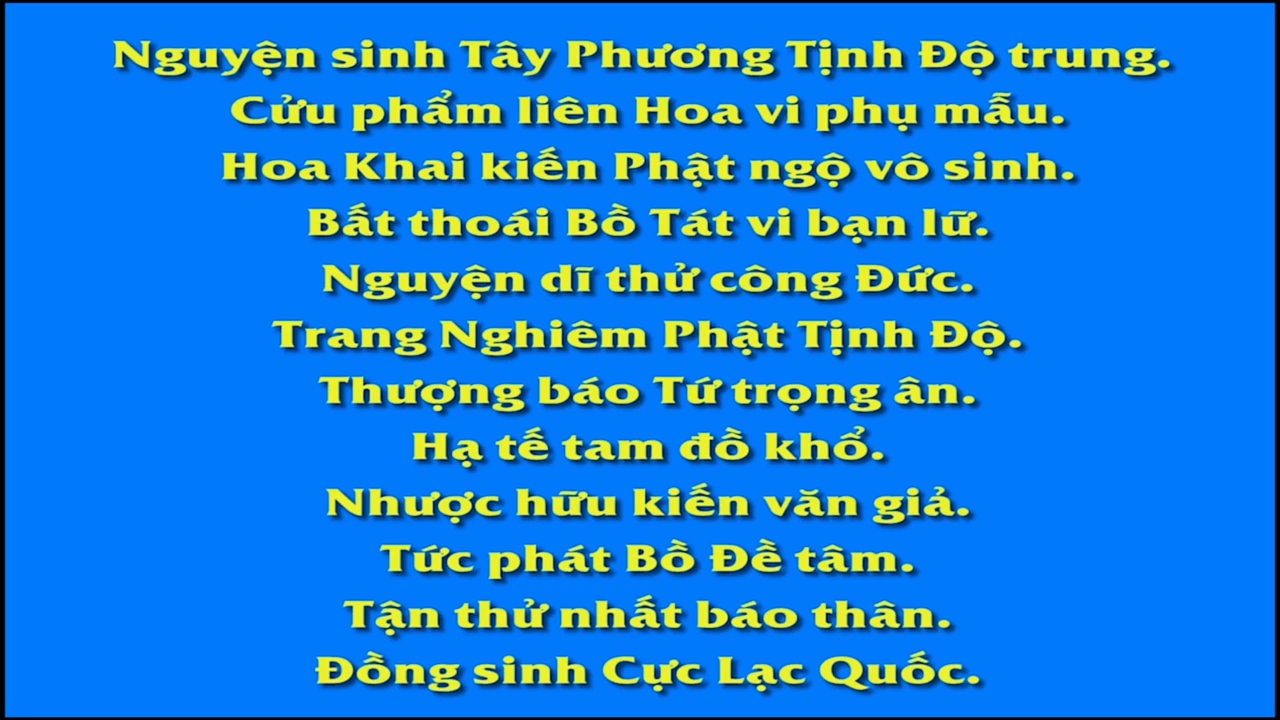 Nguyện sinh Tây Phương Tịnh Độ trung.
Cửu phẩm liên Hoa vi phụ mẫu.
Hoa Khai kiến Phật ngộ vô sinh.
Bất thoái Bồ Tát vi bạn lữ.
Nguyện dĩ thử công Đức.
Trang Nghiêm Phật Tịnh Độ.
Thượng báo Tứ trọng ân.
Hạ tế tam đồ khổ.
Nhược hữu kiến văn giả.
Tức phát Bồ Đề tâm.
Tận thử nhất báo thân.
Đồng sinh Cực Lạc Quốc.